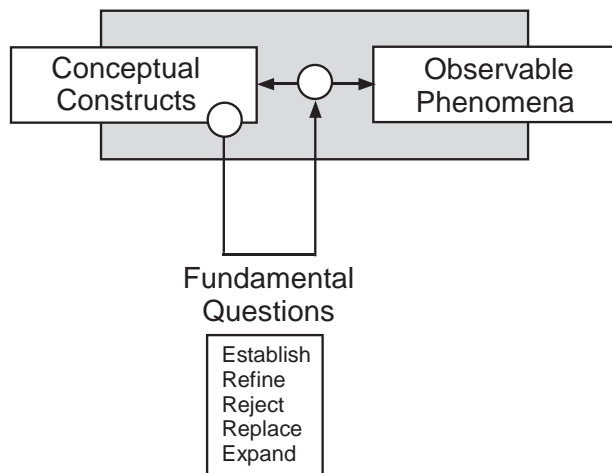 Conceptual
Constructs
Observable
Phenomena
Fundamental
Questions
Establish
Refine
Reject
Replace
Expand